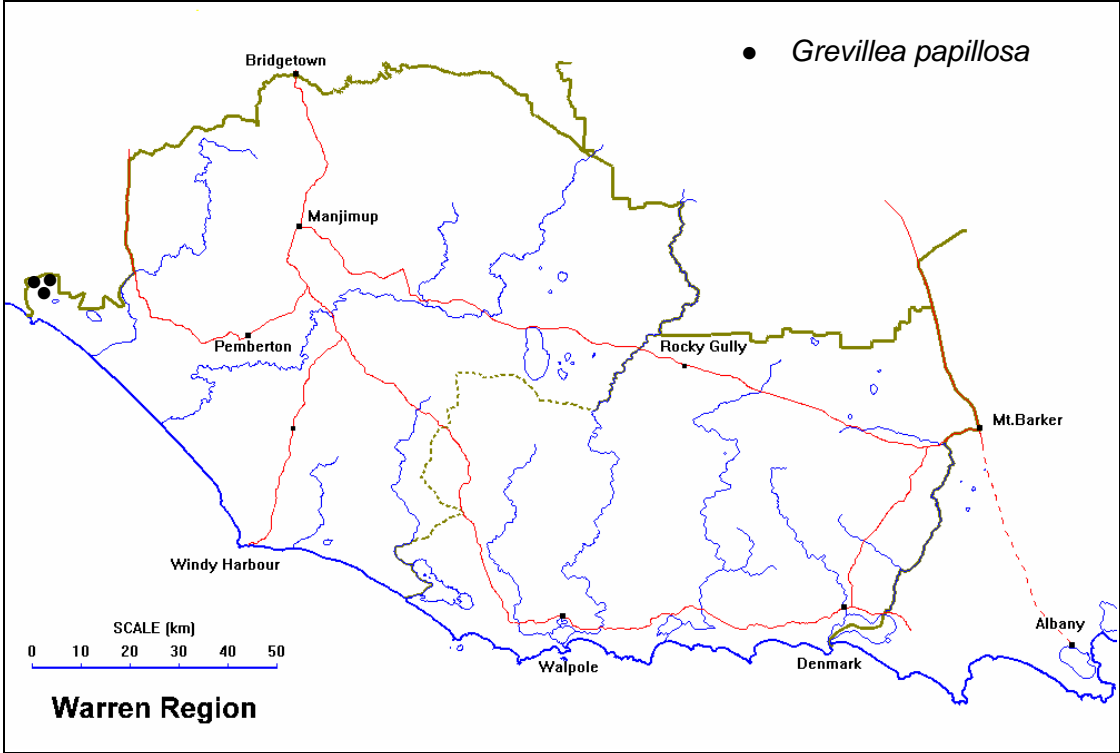 Bridgetown
● Grevillea papillosa
Manjimup
Pemberton
Rocky Gully
Mt.Barker
Windy Harbour
SCALE (km)
Albany
0 10 20 30 40 50
Walpole
Denmark
Warren Region